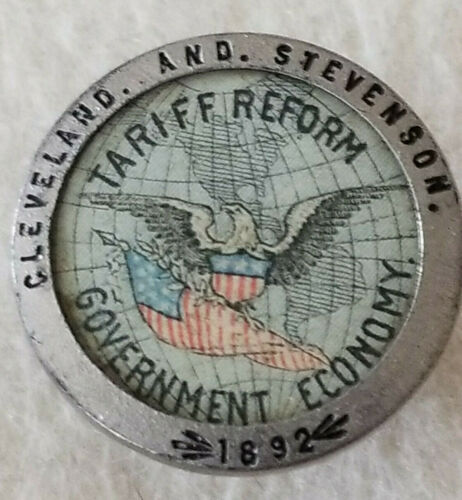 CLEVELAND. AND. STEVENSON.
TARIFF REFORM
GOVERNMENT ECONOMY.
1892